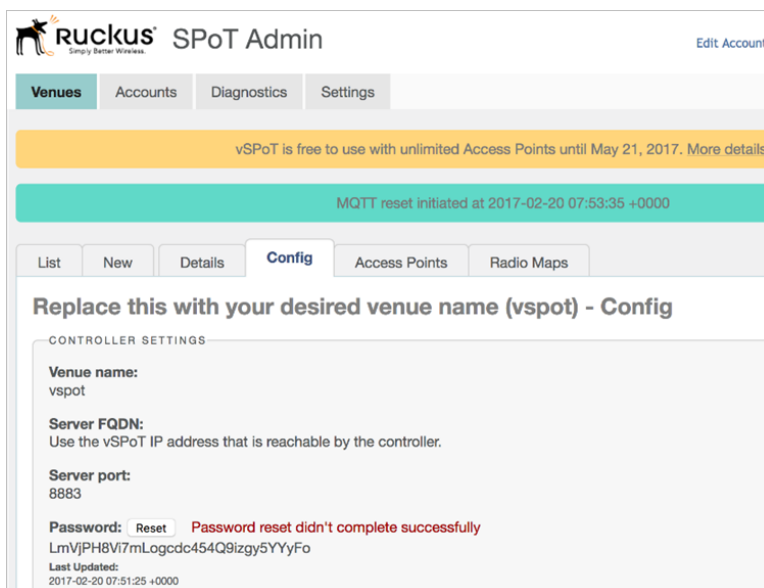 Ruckus SPoT Admin
Simply Better Wireless.
Edit Account
Venues Accounts Diagnostics Settings
vSPoT is free to use with unlimited Access Points until May 21, 2017. More details
MQTT reset initiated at 2017-02-20 07:53:35 +0000
List New Details Config Access Points Radio Maps
Replace this with your desired venue name (vspot) - Config
CONTROLLER SETTINGS
Venue name:
vspot
Server FQDN:
Use the vSPoT IP address that is reachable by the controller.
Server port:
8883
Password: Reset Password reset didn't complete successfully
LmVjPH8Vi7mLogcdc454Q9izgy5YYyFo
Last Updated:
2017-02-20 07:51:25 +0000